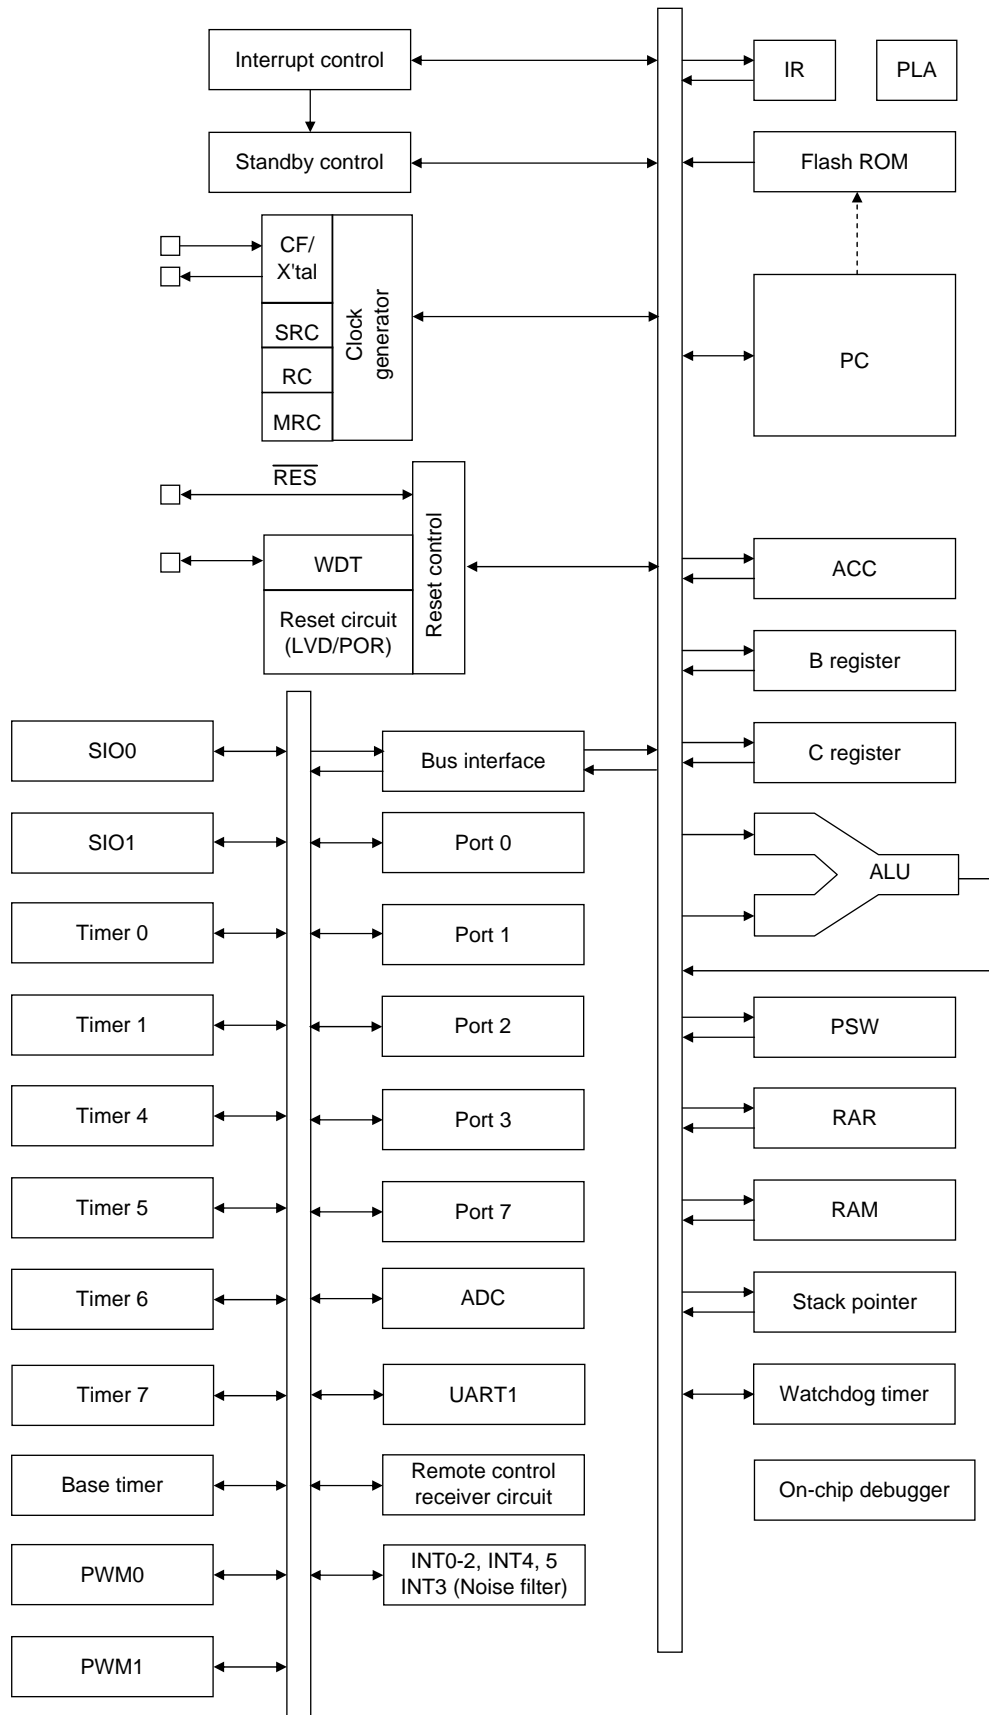 Interrupt control
IR
PLA
Standby control
Flash ROM
CF/
X'tal
SRC
RC
MRC
Clock
generator
PC
RES
WDT
Reset circuit
(LVD/POR)
Reset control
ACC
B register
C register
ALU
PSW
RAR
RAM
Stack pointer
Watchdog timer
On-chip debugger
SIO0
Bus interface
SIO1
Port 0
Timer 0
Port 1
Timer 1
Port 2
Timer 4
Port 3
Timer 5
Port 7
Timer 6
ADC
Timer 7
UART1
Base timer
Remote control
receiver circuit
PWM0
INT0-2, INT4, 5
INT3 (Noise filter)
PWM1